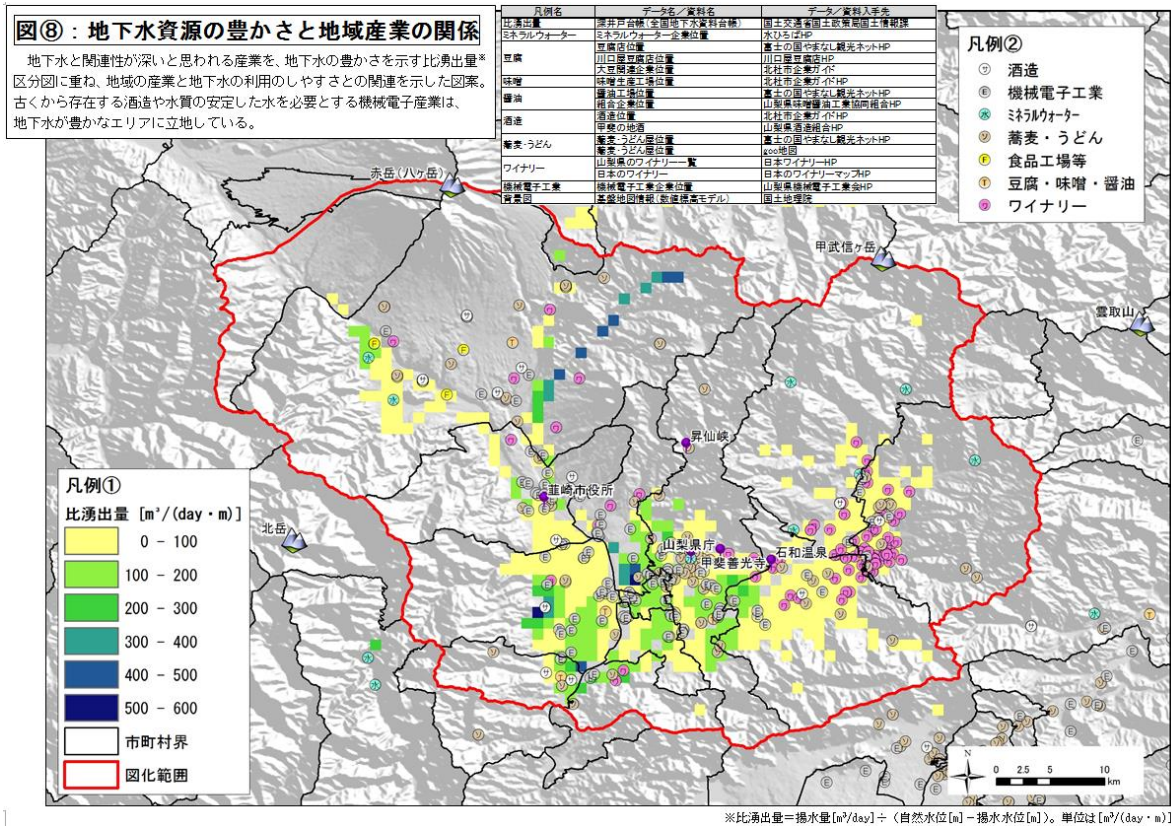 図⑧：地下水資源の豊かさと地域産業の関係
地下水と関連性が深いと思われる産業を、地下水の豊かさを示す比湧出量※
区分図に重ね、地域の産業と地下水の利用のしやすさとの関連を示した図案。
古くから存在する酒造や水質の安定した水を必要とする機械電子産業は、
地下水が豊かなエリアに立地している。
凡例名 データ名／資料名 データ／資料入手先
比湧出量 深井戸台帳（全国地下水資料台帳） 国土交通省国土政策局国土情報課
ミネラルウォーター ミネラルウォーター企業位置 水ひろばHP
豆腐 豆腐店位置 富士の国やまなし観光ネットHP
川口屋豆腐店位置 川口屋豆腐店HP
大豆関連企業位置 北杜市企業ガイド
味噌 味噌生産工場位置 北杜市企業ガイドHP
醤油 醤油工場位置 富士の国やまなし観光ネットHP
組合企業位置 山梨県味噌醤油工業協同組合HP
酒造 酒造位置 北杜市企業ガイドHP
甲斐の地酒 山梨県酒造組合HP
蕎麦・うどん 蕎麦・うどん屋位置 富士の国やまなし観光ネットHP
蕎麦・うどん屋位置 goo地図
ワイナリー 山梨県のワイナリー一覧 日本ワイナリーHP
日本のワイナリー 日本のワイナリーマップHP
機械電子工業 機械電子工業企業位置 山梨県機械電子工業会HP
背景図 基盤地図情報（数値標高モデル） 国土地理院
凡例②
サ 酒造
E 機械電子工業
水 ミネラルウォーター
ソ 蕎麦・うどん
F 食品工場等
T 豆腐・味噌・醤油
ワ ワイナリー
赤岳（八ヶ岳）
甲武信ヶ岳
雲取山
昇仙峡
韮崎市役所
北岳
山梨県庁
甲斐善光寺
石和温泉
凡例①
比湧出量 [m³/(day・m)]
0 - 100
100 - 200
200 - 300
300 - 400
400 - 500
500 - 600
市町村界
図化範囲
N
0 2.5 5 10
km
※比湧出量＝揚水量[m³/day]÷（自然水位[m]－揚水水位[m]）。単位は[m³/(day・m)]